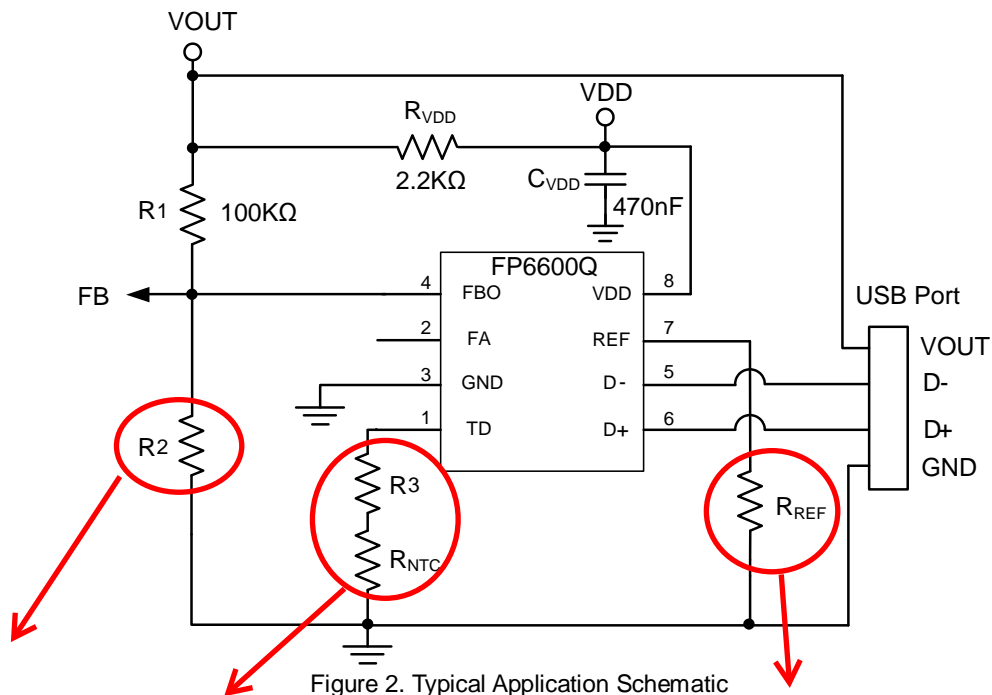 VOUT
VDD
RVDD
2.2KΩ
CVDD
470nF
R1
100KΩ
FP6600Q
FB
4
FBO
VDD
8
USB Port
2
FA
REF
7
VOUT
3
GND
D-
5
D-
1
TD
D+
6
D+
GND
R2
R3
RNTC
RREF
Figure 2. Typical Application Schematic